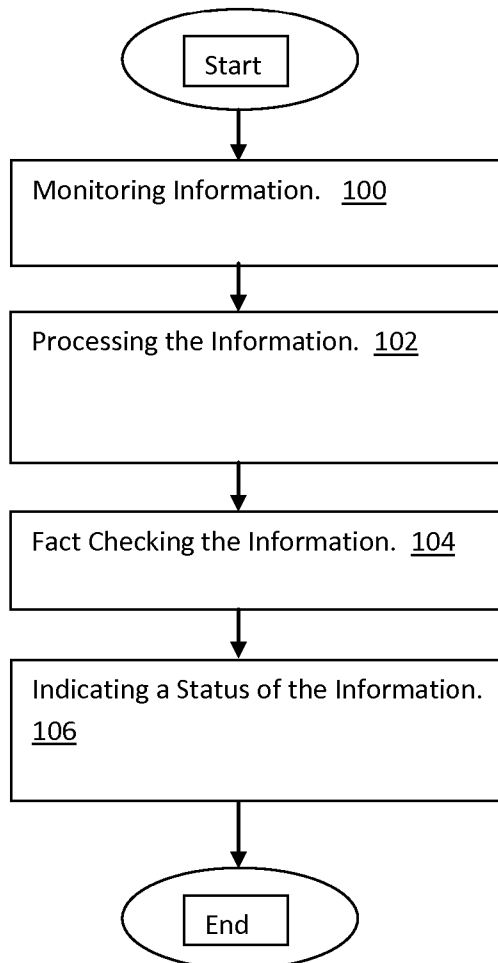 Start
Monitoring Information. 100
Processing the Information. 102
Fact Checking the Information. 104
Indicating a Status of the Information.
106
End